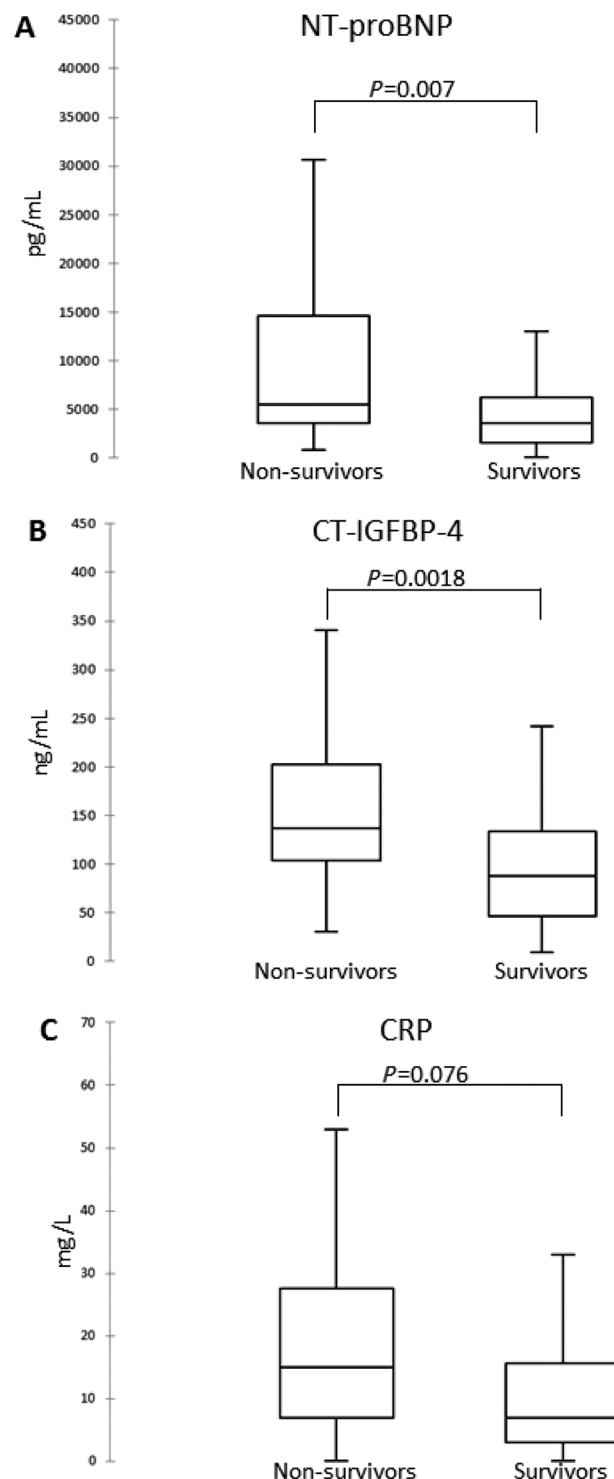 A
NT-proBNP
45000
40000
35000
30000
25000
20000
15000
10000
5000
0
pg/mL
P=0.007
Non-survivors
Survivors
B
CT-IGFBP-4
450
400
350
300
250
200
150
100
50
0
ng/mL
P=0.0018
Non-survivors
Survivors
C
CRP
70
60
50
40
30
20
10
0
mg/L
P=0.076
Non-survivors
Survivors